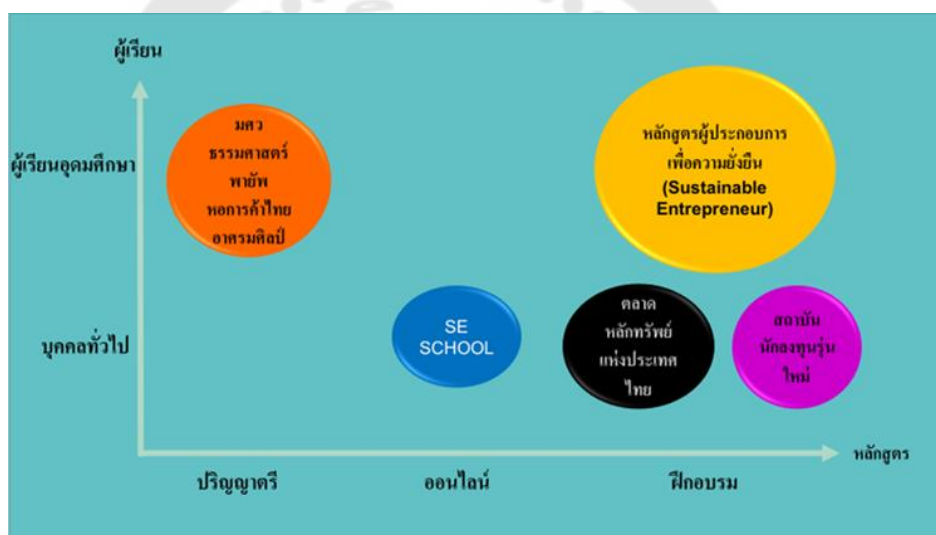 ผู้เรียน
ผู้เรียนอุดมศึกษา
มศว
ธรรมศาสตร์
พายัพ
หอการค้าไทย
อาศรมศิลป์
หลักสูตรผู้ประกอบการ
เพื่อความยั่งยืน
(Sustainable
Entrepreneur)
บุคคลทั่วไป
SE
SCHOOL
ตลาด
หลักทรัพย์
แห่งประเทศ
ไทย
สถาบัน
นักลงทุนรุ่น
ใหม่
หลักสูตร
ปริญญาตรี
ออนไลน์
ฝึกอบรม